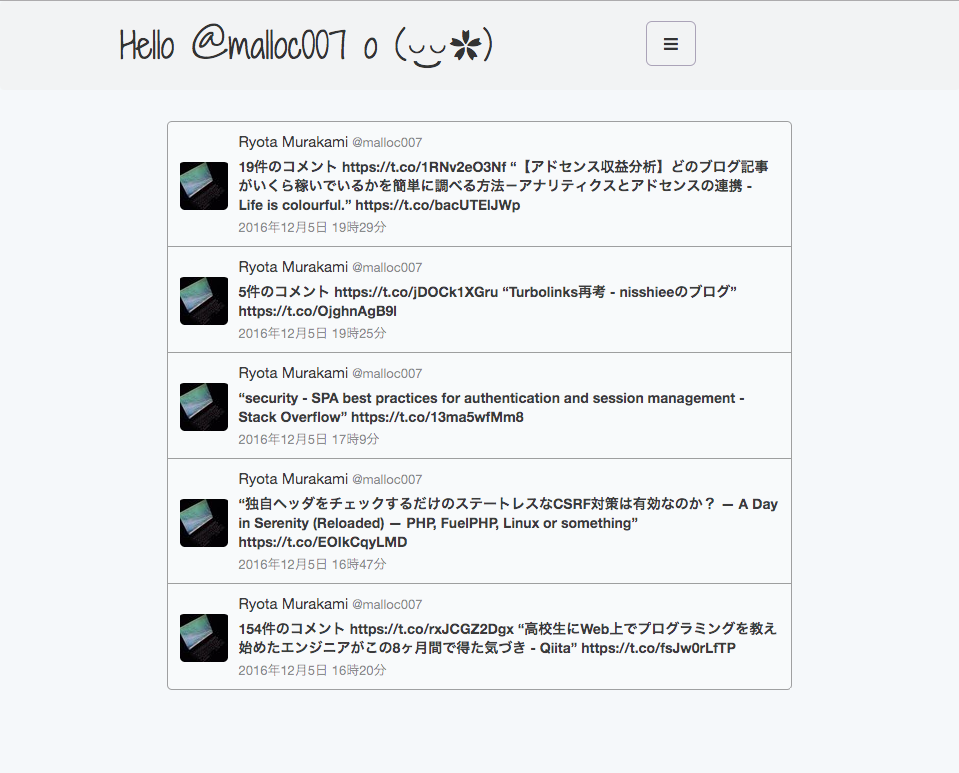 Hello @malloc007 o (◡‿◡✿)
Ryota Murakami @malloc007
19件のコメント https://t.co/1RNv2eO3Nf “【アドセンス収益分析】どのブログ記事
がいくら稼いでいるかを簡単に調べる方法−アナリティクスとアドセンスの連携 -
Life is colourful.” https://t.co/bacUTElJWp
2016年12月5日 19時29分
Ryota Murakami @malloc007
5件のコメント https://t.co/jDOCk1XGru “Turbolinks再考 - nisshieeのブログ”
https://t.co/OjghnAgB9l
2016年12月5日 19時25分
Ryota Murakami @malloc007
“security - SPA best practices for authentication and session management -
Stack Overflow” https://t.co/13ma5wfMm8
2016年12月5日 17時9分
Ryota Murakami @malloc007
“独自ヘッダをチェックするだけのステートレスなCSRF対策は有効なのか？ — A Day
in Serenity (Reloaded) — PHP, FuelPHP, Linux or something”
https://t.co/EOIkCqyLMD
2016年12月5日 16時47分
Ryota Murakami @malloc007
154件のコメント https://t.co/rxJCGZ2Dgx “高校生にWeb上でプログラミングを教え
始めたエンジニアがこの8ヶ月間で得た気づき - Qiita” https://t.co/fsJw0rLfTP
2016年12月5日 16時20分